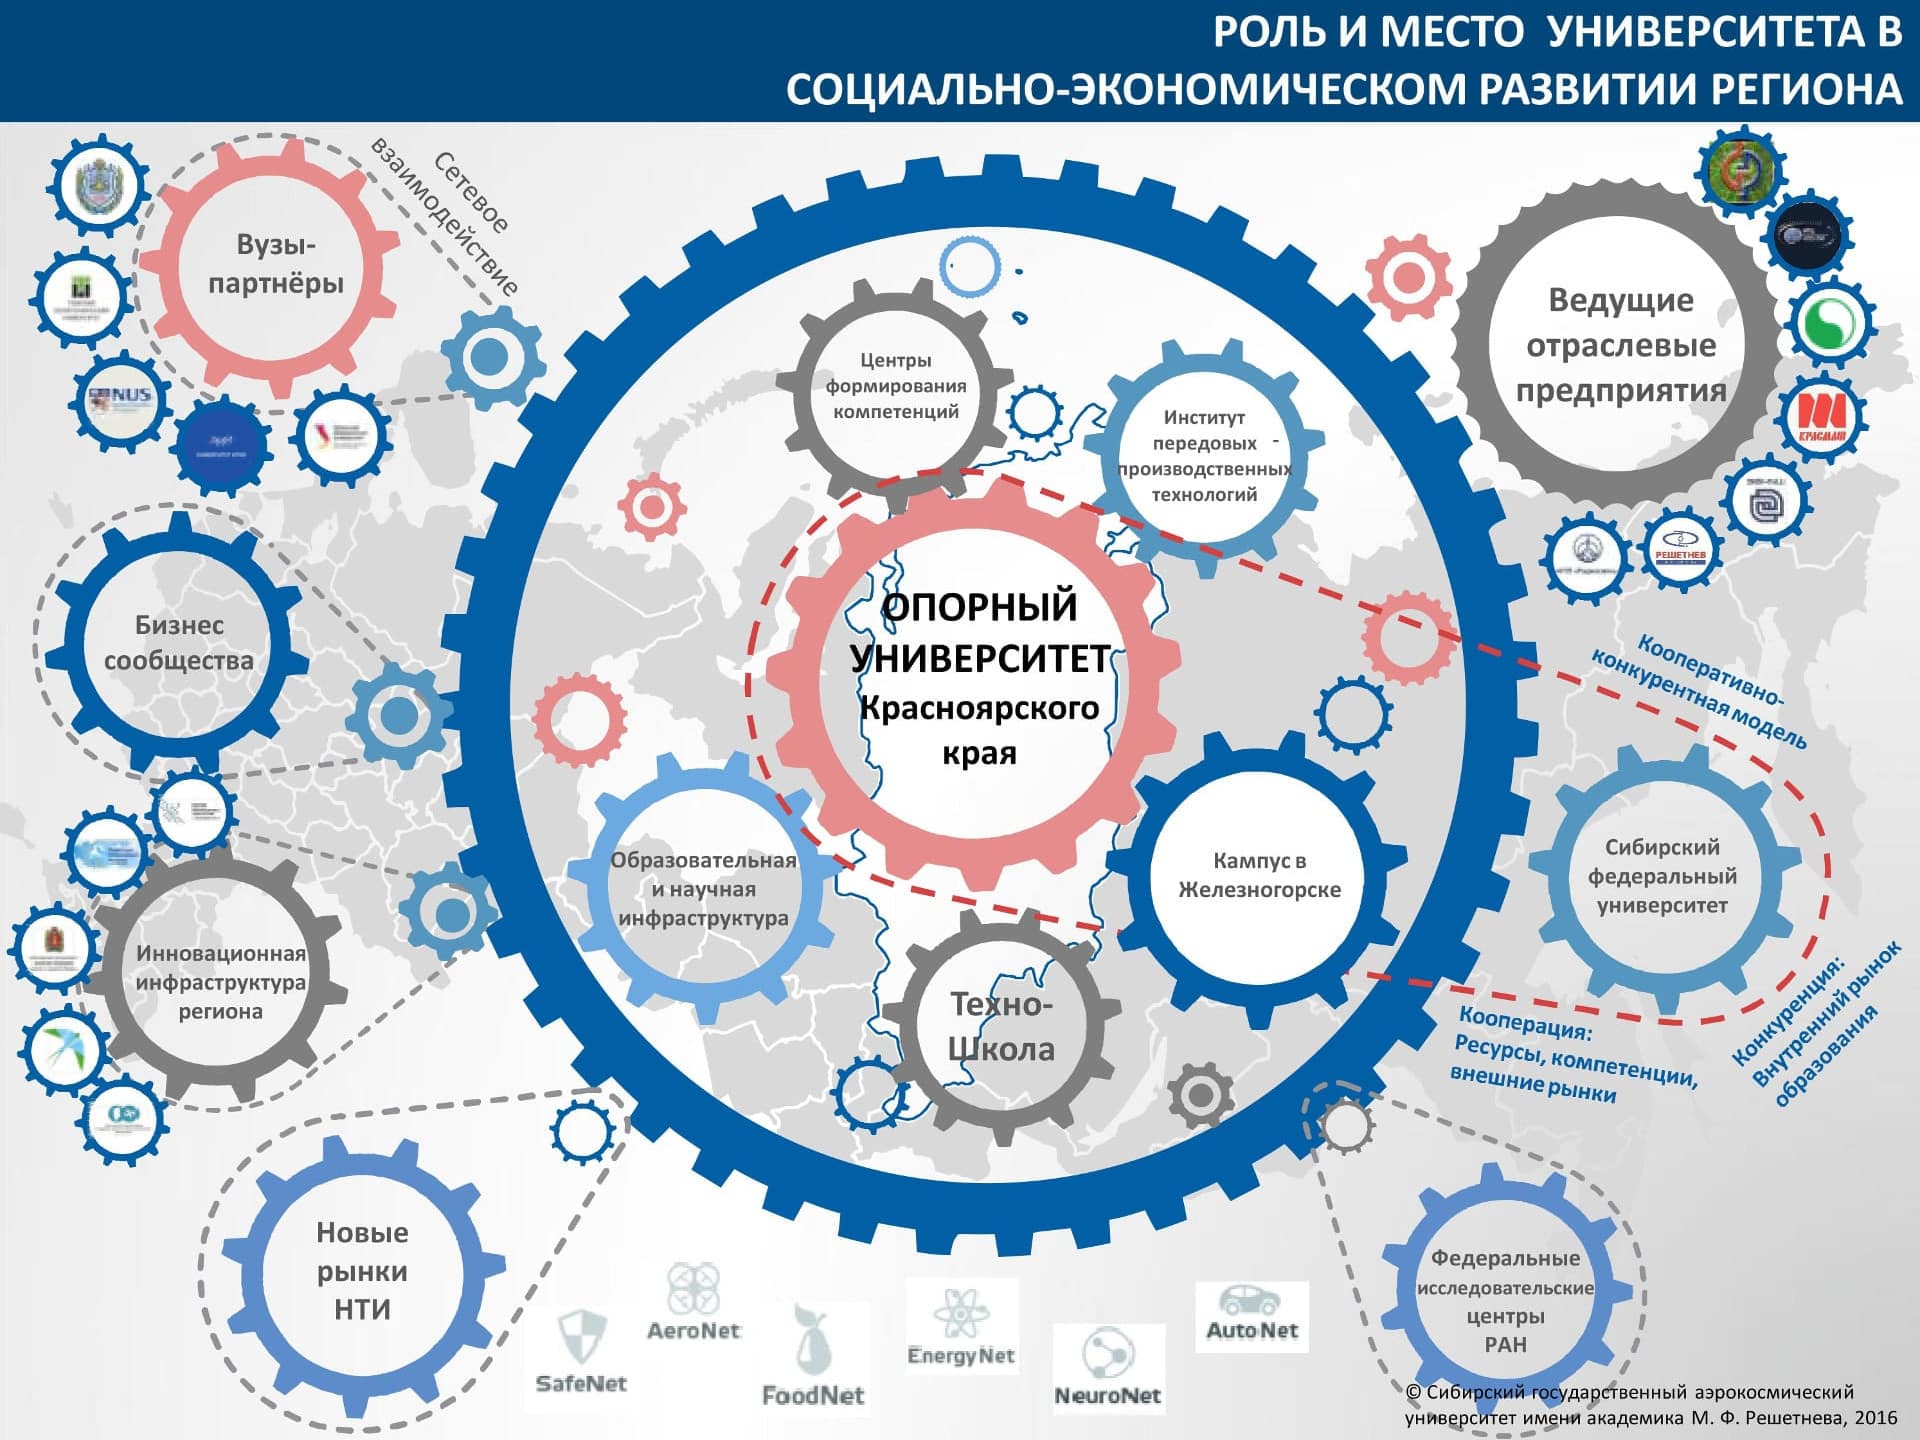 РОЛЬ И МЕСТО УНИВЕРСИТЕТА В
СОЦИАЛЬНО-ЭКОНОМИЧЕСКОМ РАЗВИТИИ РЕГИОНА
Сетевое
взаимодействие
Вузы-
партнёры
NUS
Бизнес
сообщества
Инновационная
инфраструктура
региона
Новые
рынки
НТИ
Центры
формирования
компетенций
Институт
передовых -
производственных
технологий
ОПОРНЫЙ
УНИВЕРСИТЕТ
Красноярского
края
Образовательная
и научная
инфраструктура
Техно-
Школа
Кампус в
Железногорске
Ведущие
отраслевые
предприятия
КРАСМАШ
РЕШЕТНЕВ
Кооперативно-
конкурентная модель
Сибирский
федеральный
университет
Кооперация:
Ресурсы, компетенции,
внешние рынки
Конкуренция:
Внутренний рынок
образования
Федеральные
исследовательские
центры
РАН
SafeNet
AeroNet
FoodNet
EnergyNet
NeuroNet
AutoNet
© Сибирский государственный аэрокосмический
университет имени академика М. Ф. Решетнева, 2016